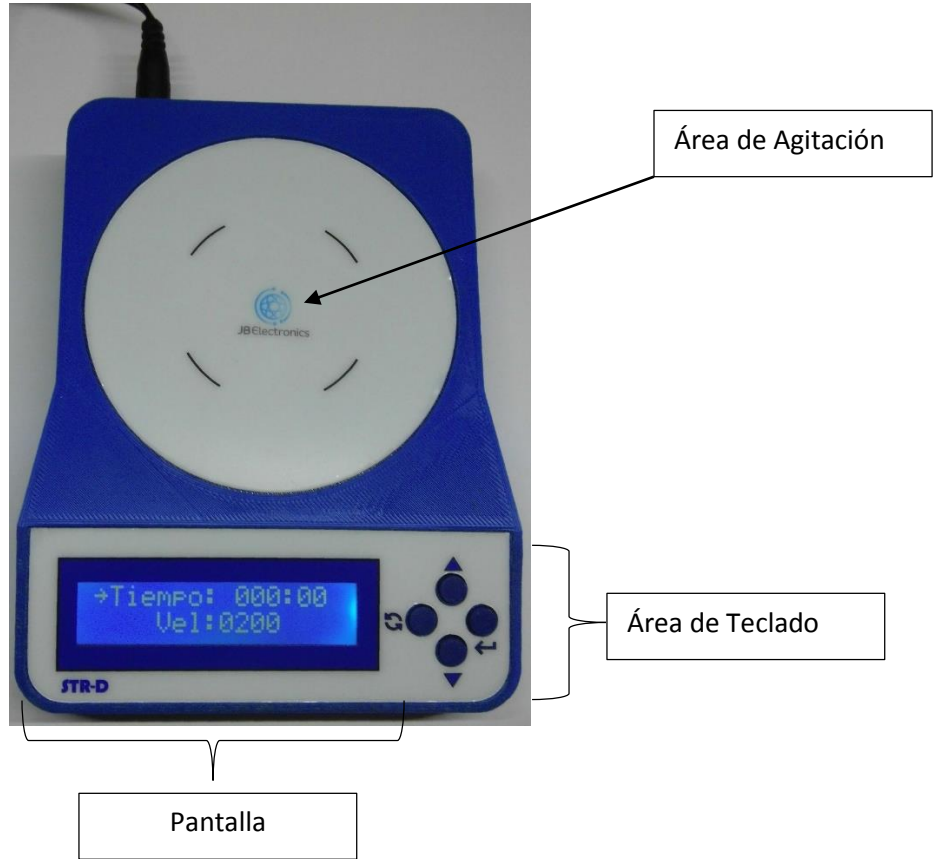 Área de Agitación
JBElectronics
→Tiempo: 000:00
Vel:0200
STR-D
Área de Teclado
Pantalla